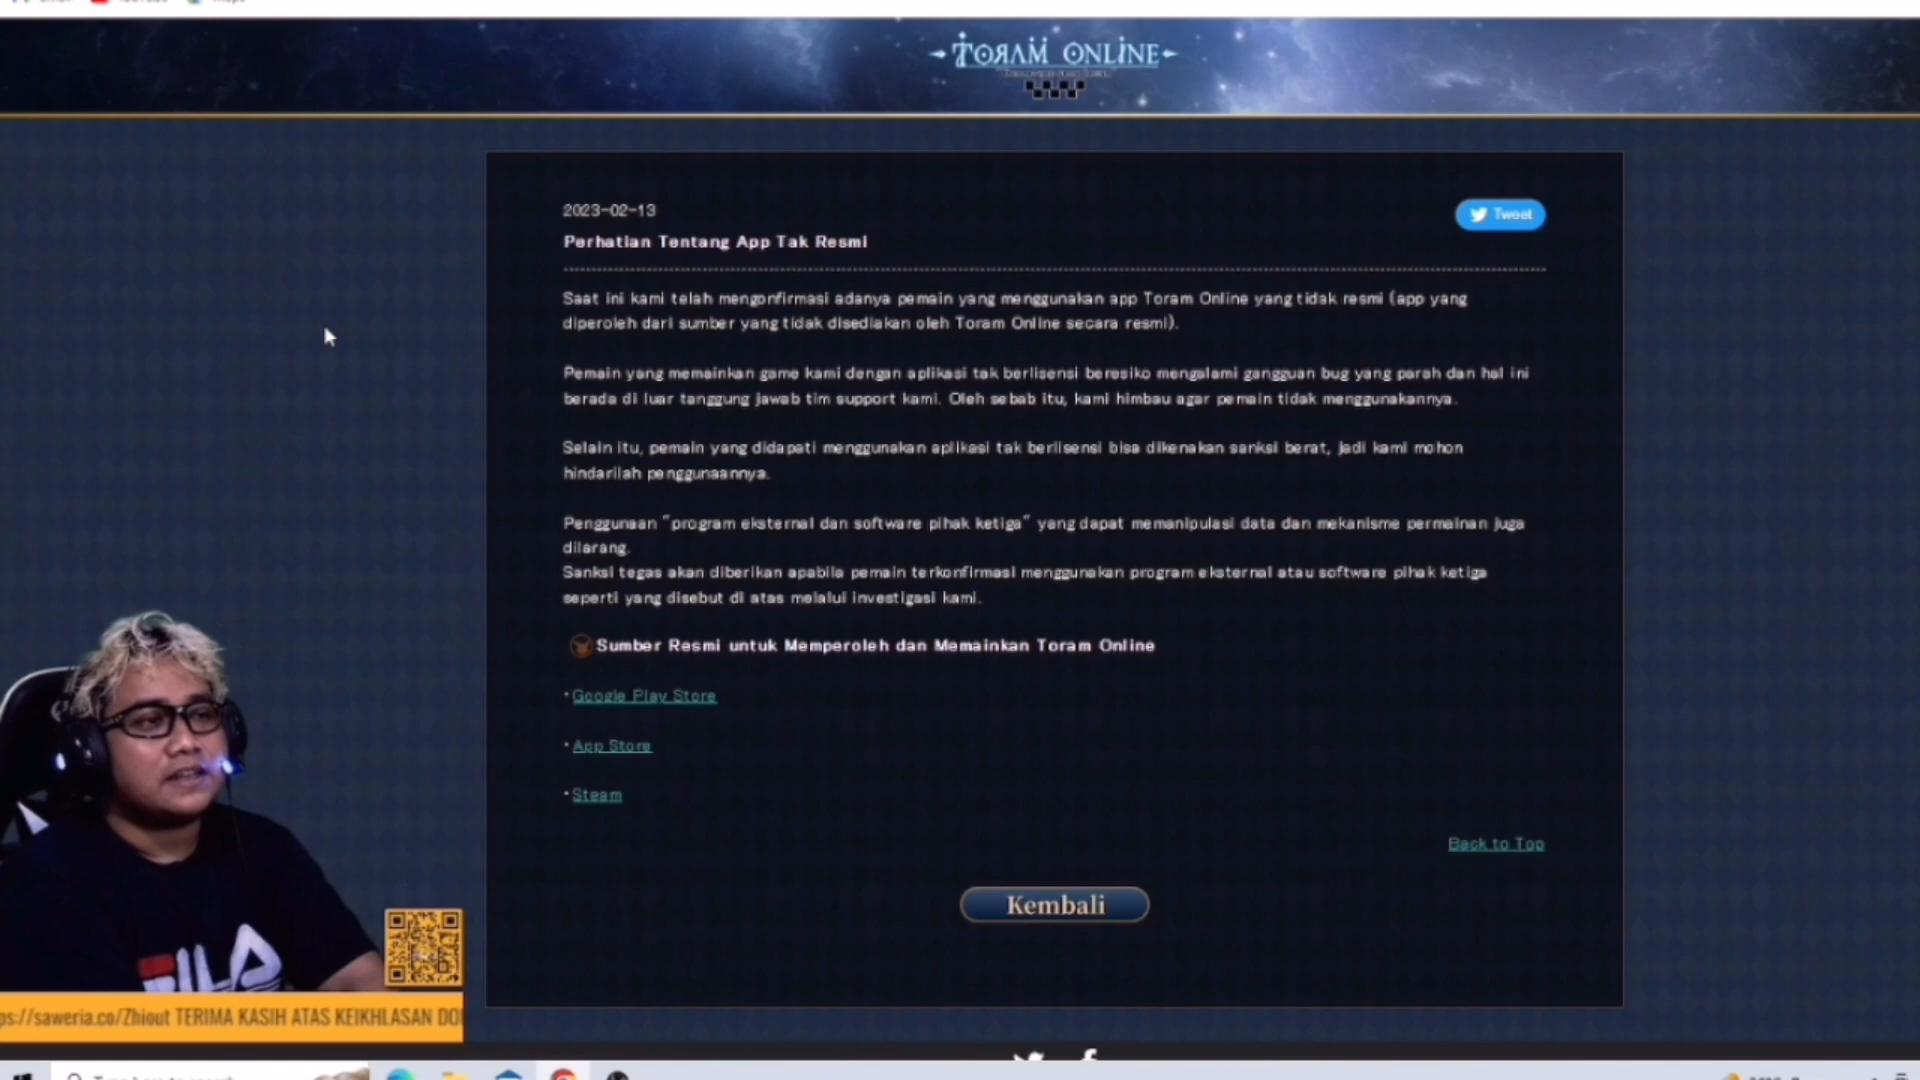 TORAM ONLINE
2023-02-13
Tweet
Perhatian Tentang App Tak Resmi
Saat ini kami telah mengonfirmasi adanya pemain yang menggunakan app Toram Online yang tidak resmi (app yang
diperoleh dari sumber yang tidak disediakan oleh Toram Online secara resmi).
Pemain yang memainkan game kami dengan aplikasi tak berlisensi beresiko mengalami gangguan bug yang parah dan hal ini
berada di luar tanggung jawab tim support kami. Oleh sebab itu, kami himbau agar pemain tidak menggunakannya.
Selain itu, pemain yang didapati menggunakan aplikasi tak berlisensi bisa dikenakan sanksi berat, jadi kami mohon
hindarilah penggunaannya.
Penggunaan "program eksternal dan software pihak ketiga" yang dapat memanipulasi data dan mekanisme permainan juga
dilarang.
Sanksi tegas akan diberikan apabila pemain terkonfirmasi menggunakan program eksternal atau software pihak ketiga
seperti yang disebut di atas melalui investigasi kami.
Sumber Resmi untuk Memperoleh dan Memainkan Toram Online
・Google Play Store
・App Store
・Steam
Back to Top
Kembali
FILA
ps://saweria.co/Zhiout TERIMA KASIH ATAS KEIKHLASAN DO